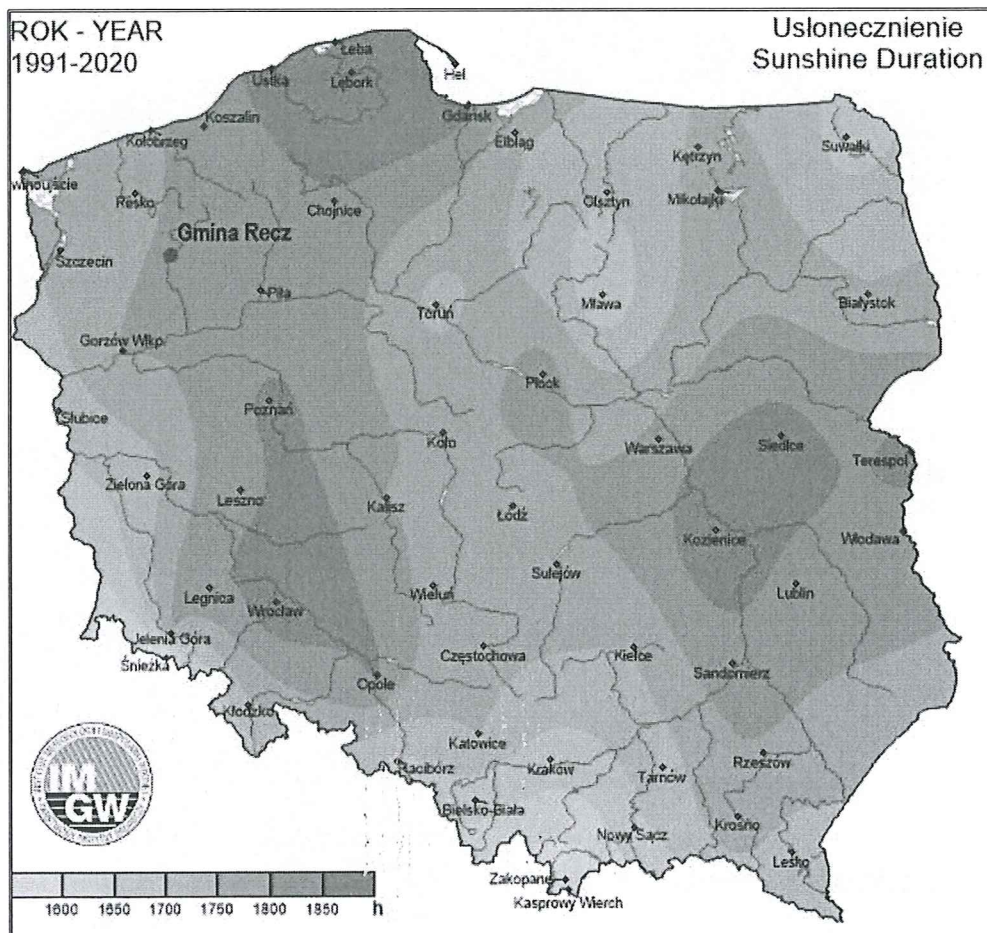 ROK - YEAR
1991-2020
Usłonecznienie
Sunshine Duration
Łeba
Ustka
Lębork
Hel
Gdańsk
Koszalin
Kołobrzeg
Elbląg
Kętrzyn
Suwałki
winoujście
Resko
Chojnice
Olsztyn
Mikołajki
Gmina Recz
Szczecin
Piła
Toruń
Mława
Białystok
Gorzów Wlkp.
Płock
Słubice
Poznań
Koło
Warszawa
Siedlce
Terespol
Zielona Góra
Leszno
Kalisz
Łódź
Kozienice
Włodawa
Sulejów
Legnica
Wrocław
Wieluń
Lublin
Jelenia Góra
Śnieżka
Częstochowa
Kielce
Sandomierz
Opole
Kłodzko
Katowice
Racibórz
Kraków
Tarnów
Rzeszów
Bielsko-Biała
Nowy Sącz
Krosno
Lesko
Zakopane
Kasprowy Wierch
IM
GW
1600 1650 1700 1750 1800 1850 h